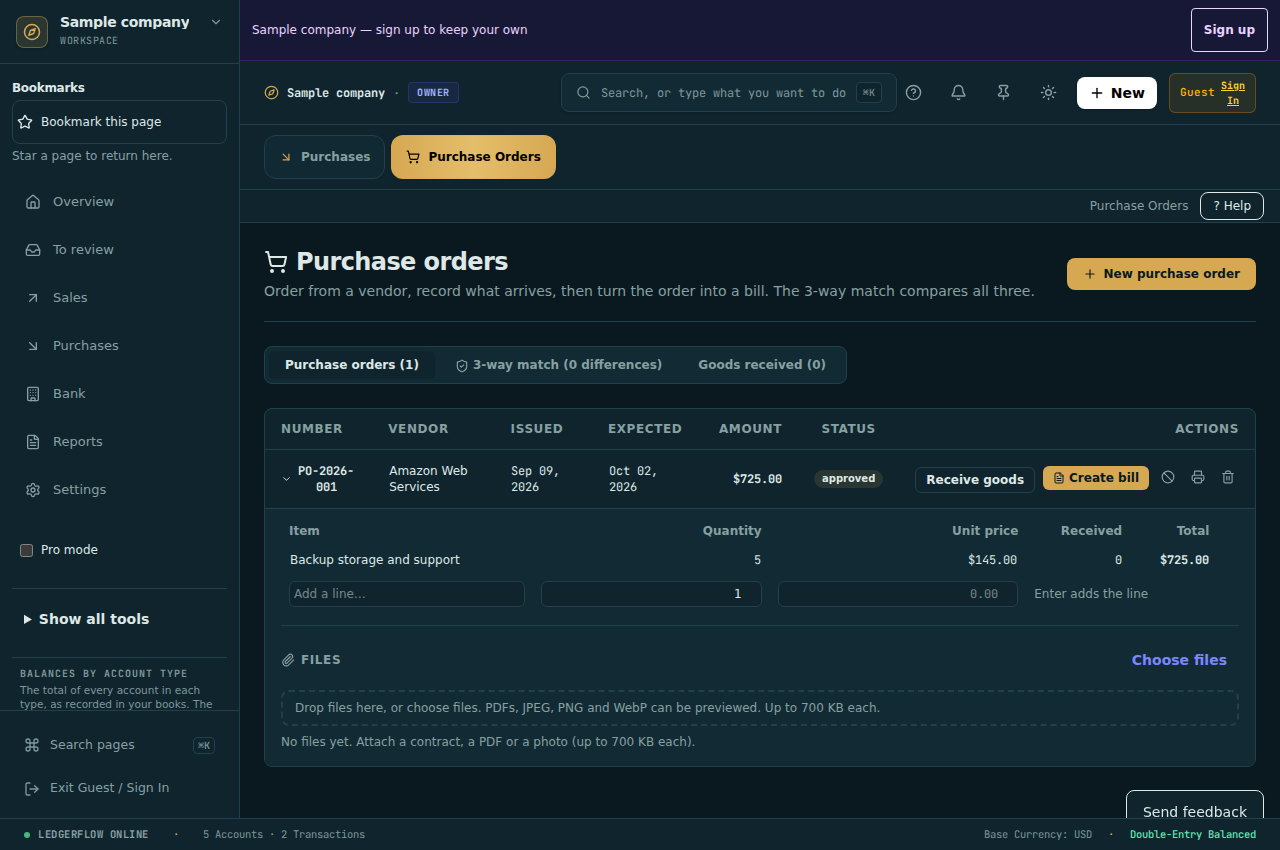 Sample company
WORKSPACE
Bookmarks
Bookmark this page
Star a page to return here.
Overview
To review
Sales
Purchases
Bank
Reports
Settings
Pro mode
Show all tools
BALANCES BY ACCOUNT TYPE
The total of every account in each
type, as recorded in your books. The
Search pages ⌘K
Exit Guest / Sign In
Sample company — sign up to keep your own
Sign up
Sample company · OWNER
Search, or type what you want to do ⌘K
New
Guest Sign In
Purchases
Purchase Orders
Purchase Orders
? Help
Purchase orders
Order from a vendor, record what arrives, then turn the order into a bill. The 3-way match compares all three.
New purchase order
Purchase orders (1)
3-way match (0 differences)
Goods received (0)
NUMBER VENDOR ISSUED EXPECTED AMOUNT STATUS ACTIONS
PO-2026-001 Amazon Web Services Sep 09, 2026 Oct 02, 2026 $725.00 approved Receive goods Create bill
Item Quantity Unit price Received Total
Backup storage and support 5 $145.00 0 $725.00
Add a line... 1 0.00 Enter adds the line
FILES
Choose files
Drop files here, or choose files. PDFs, JPEG, PNG and WebP can be previewed. Up to 700 KB each.
No files yet. Attach a contract, a PDF or a photo (up to 700 KB each).
Send feedback
LEDGERFLOW ONLINE · 5 Accounts · 2 Transactions
Base Currency: USD · Double-Entry Balanced